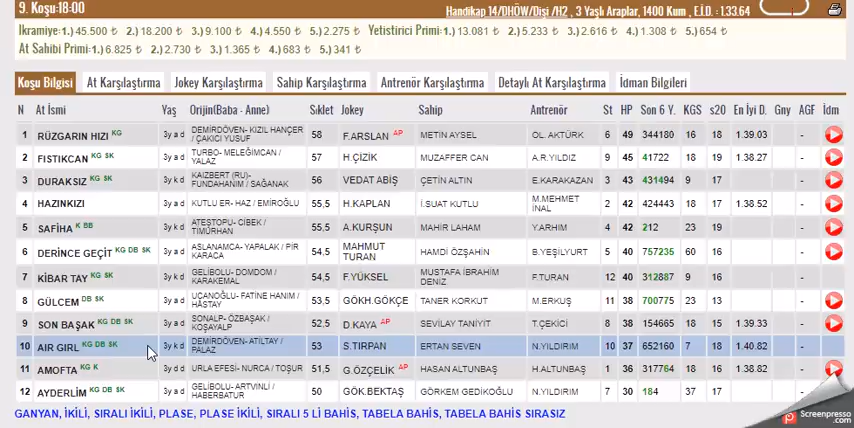 9. Koşu:18:00 Handikap 14/DHÖW/Dişi /H2 , 3 Yaşlı Araplar, 1400 Kum , E.İ.D. : 1.33.64
Ikramiye:1.) 45.500 ₺ 2.) 18.200 ₺ 3.) 9.100 ₺ 4.) 4.550 ₺ 5.) 2.275 ₺ Yetistirici Primi:1.) 13.081 ₺ 2.) 5.233 ₺ 3.) 2.616 ₺ 4.) 1.308 ₺ 5.) 654 ₺
At Sahibi Primi:1.) 6.825 ₺ 2.) 2.730 ₺ 3.) 1.365 ₺ 4.) 683 ₺ 5.) 341 ₺
Koşu Bilgisi At Karşılaştırma Jokey Karşılaştırma Sahip Karşılaştırma Antrenör Karşılaştırma Detaylı At Karşılaştırma İdman Bilgileri
N At İsmi Yaş Orijin(Baba - Anne) Sıklet Jokey Sahip Antrenör St HP Son 6 Y. KGS s20 En İyi D. Gny AGF İdm
1 RÜZGARIN HIZI KG 3y a d DEMİRDÖVEN- KIZIL HANÇER / ÇAKICI YUSUF 58 F.ARSLAN AP METİN AYSEL OL. AKTÜRK 6 49 344180 16 18 1.39.03 -
2 FISTIKCAN KG SK 3y a d TURBO- MELEĞİMCAN / YALAZ 57 H.ÇİZİK MUZAFFER CAN A.R.YILDIZ 9 45 41722 18 19 1.38.27 -
3 DURAKSIZ KG SK 3y k d KAIZBERT (RU)- FUNDAHANIM / SAĞANAK 56 VEDAT ABİŞ ÇETİN ALTIN E.KARAKAZAN 3 43 431494 9 17 -
4 HAZINKIZI 3y a d KUTLU ER- HAZ / EMİROĞLU 55,5 H.KAPLAN İ.SUAT KUTLU M.MEHMET İNAL 2 42 424443 18 17 1.38.52 -
5 SAFİHA K BB 3y a d ATEŞTOPU- CİBEK / TİMURHAN 55,5 A.KURŞUN MAHİR LAHAM Y.ARHIM 4 42 212 23 19 -
6 DERİNCE GEÇİT KG DB SK 3y a d ASLANAMCA- YAPALAK / PİR KARACA 54,5 MAHMUT TURAN HAMDİ ÖZŞAHİN B.YEŞİLYURT 5 40 757235 60 16 -
7 KİBAR TAY KG SK 3y k d GELİBOLU- DOMDOM / KARAKEMAL 54,5 F.YÜKSEL MUSTAFA İBRAHİM DENİZ F.TURAN 12 40 312887 9 16 -
8 GÜLCEM DB SK 3y a d UCANOĞLU- FATİNE HANIM / HASTAY 53,5 GÖKH.GÖKÇE TANER KORKUT M.ERKUŞ 11 38 700775 23 13 -
9 SON BAŞAK KG DB SK 3y a d SONALP- ÖZBAŞAK / KOŞAYALP 52,5 D.KAYA AP SEVİLAY TANİYİT T.ÇEKİCİ 8 38 154665 18 15 1.39.33 -
10 AIR GIRL KG DB SK 3y k d DEMİRDÖVEN- ATILTAY / PALAZ 53 S.TIRPAN ERTAN SEVEN N.YILDIRIM 10 37 652160 7 18 1.40.82 -
11 AMOFTA KG K 3y d d URLA EFESİ- NURCA / TOŞUR 51,5 G.ÖZÇELİK AP HASAN ALTUNBAŞ H.ALTUNBAŞ 1 36 317764 18 16 1.38.82 -
12 AYDERLİM KG DB SK 3y a d GELİBOLU- ARTVİNLİ / HABERBATUR 50 GÖK.BEKTAŞ GÖRKEM GEDİKOĞLU N.YILDIRIM 7 30 184 37 17
GANYAN, İKİLİ, SIRALI İKİLİ, PLASE, PLASE İKİLİ, SIRALI 5 Lİ BAHİS, TABELA BAHİS, TABELA BAHİS SIRASIZ
Screenpresso